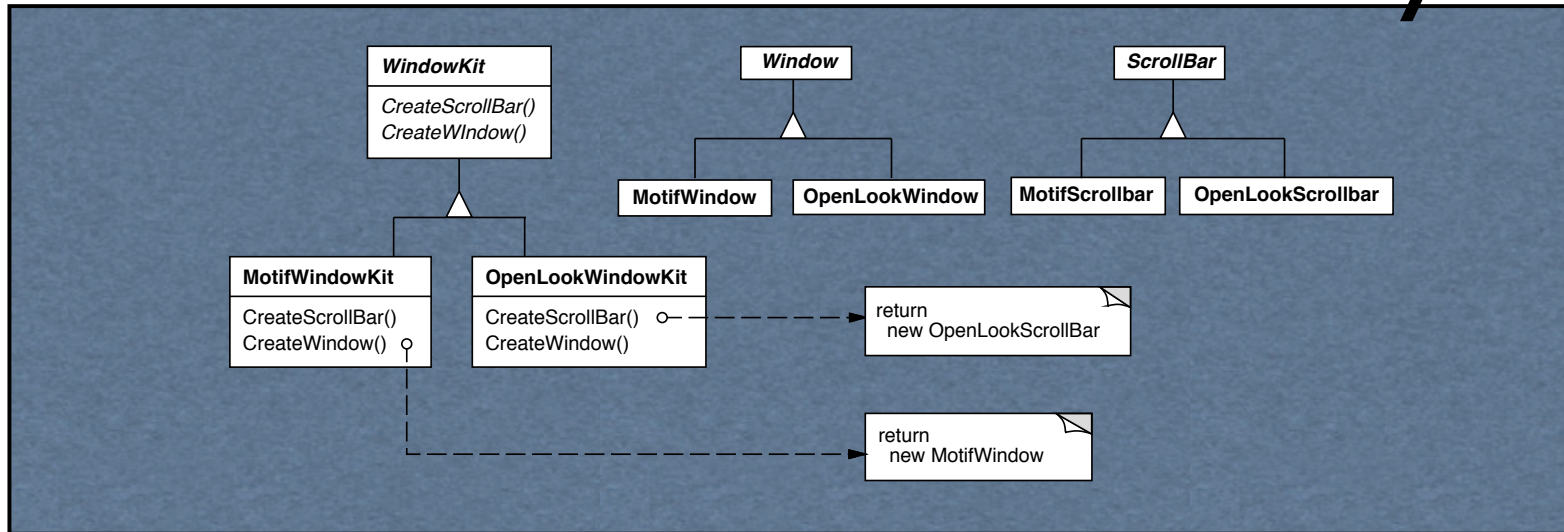 WindowKit
CreateScrollBar()
CreateWIndow()
Window
ScrollBar
MotifWindow
OpenLookWindow
MotifScrollbar
OpenLookScrollbar
MotifWindowKit
CreateScrollBar()
CreateWindow()
OpenLookWindowKit
CreateScrollBar()
CreateWindow()
return
new OpenLookScrollBar
return
new MotifWindow